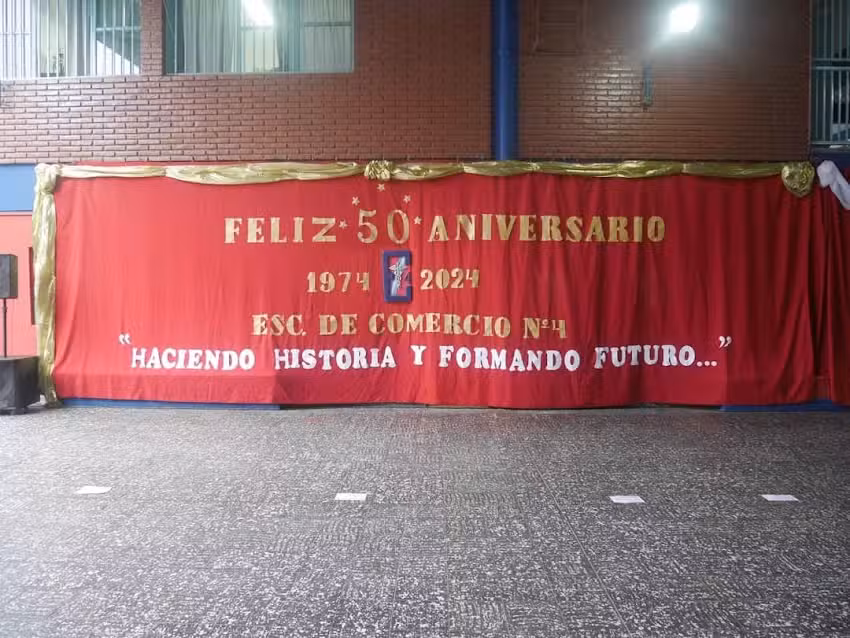 FELIZ 50 ANIVERSARIO
1974 2024
ESC. DE COMERCIO Nº4
"HACIENDO HISTORIA Y FORMANDO FUTURO..."